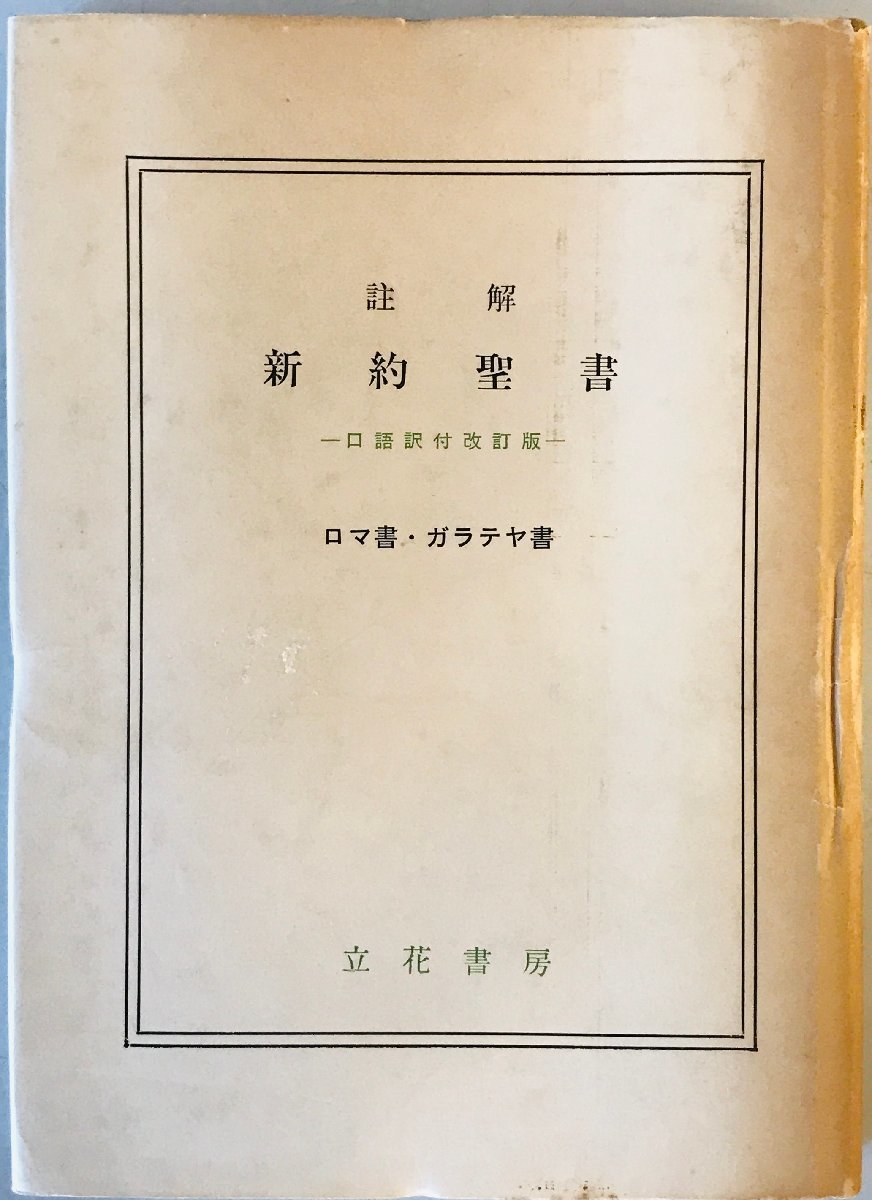 註解
新約聖書
―口語訳付改訂版―
ロマ書・ガラテヤ書
立花書房